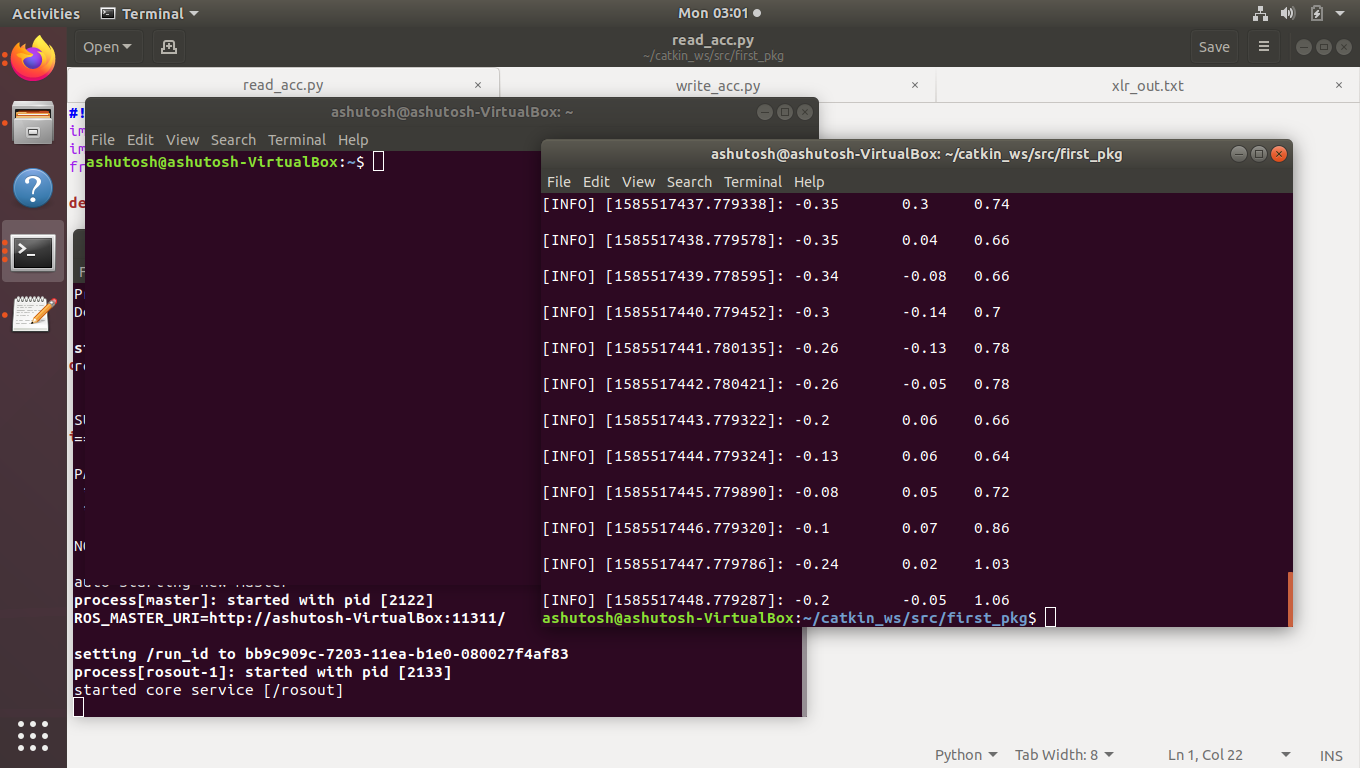 Activities Terminal Mon 03:01
Open read_acc.py Save
~/catkin_ws/src/first_pkg
read_acc.py × write_acc.py × xlr_out.txt ×
#!
im
im
fr
de
ashutosh@ashutosh-VirtualBox: ~
File Edit View Search Terminal Help
ashutosh@ashutosh-VirtualBox:~$
ashutosh@ashutosh-VirtualBox: ~/catkin_ws/src/first_pkg
File Edit View Search Terminal Help
[INFO] [1585517437.779338]: -0.35 0.3 0.74
[INFO] [1585517438.779578]: -0.35 0.04 0.66
[INFO] [1585517439.778595]: -0.34 -0.08 0.66
[INFO] [1585517440.779452]: -0.3 -0.14 0.7
[INFO] [1585517441.780135]: -0.26 -0.13 0.78
[INFO] [1585517442.780421]: -0.26 -0.05 0.78
[INFO] [1585517443.779322]: -0.2 0.06 0.66
[INFO] [1585517444.779324]: -0.13 0.06 0.64
[INFO] [1585517445.779890]: -0.08 0.05 0.72
[INFO] [1585517446.779320]: -0.1 0.07 0.86
[INFO] [1585517447.779786]: -0.24 0.02 1.03
[INFO] [1585517448.779287]: -0.2 -0.05 1.06
ashutosh@ashutosh-VirtualBox:~/catkin_ws/src/first_pkg$
auto-starting new master
process[master]: started with pid [2122]
ROS_MASTER_URI=http://ashutosh-VirtualBox:11311/
setting /run_id to bb9c909c-7203-11ea-b1e0-080027f4af83
process[rosout-1]: started with pid [2133]
started core service [/rosout]
Python Tab Width: 8 Ln 1, Col 22 INS